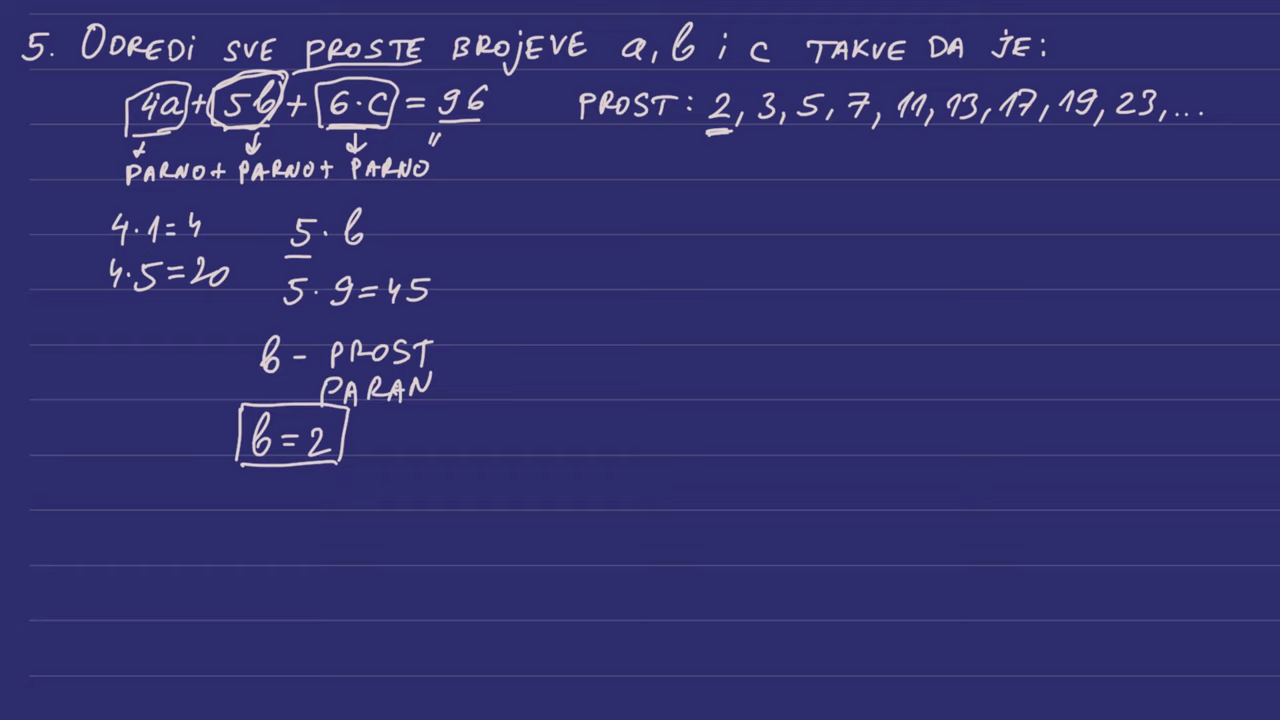 5. ODREDI SVE PROSTE BROJEVE a, b i c TAKVE DA JE:
4a + 5b + 6·c = 96
PROST: 2, 3, 5, 7, 11, 13, 17, 19, 23, ...
PARNO + PARNO + PARNO
4·1=4
4·5=20
5·b
5·9=45
b - PROST
PARAN
b=2